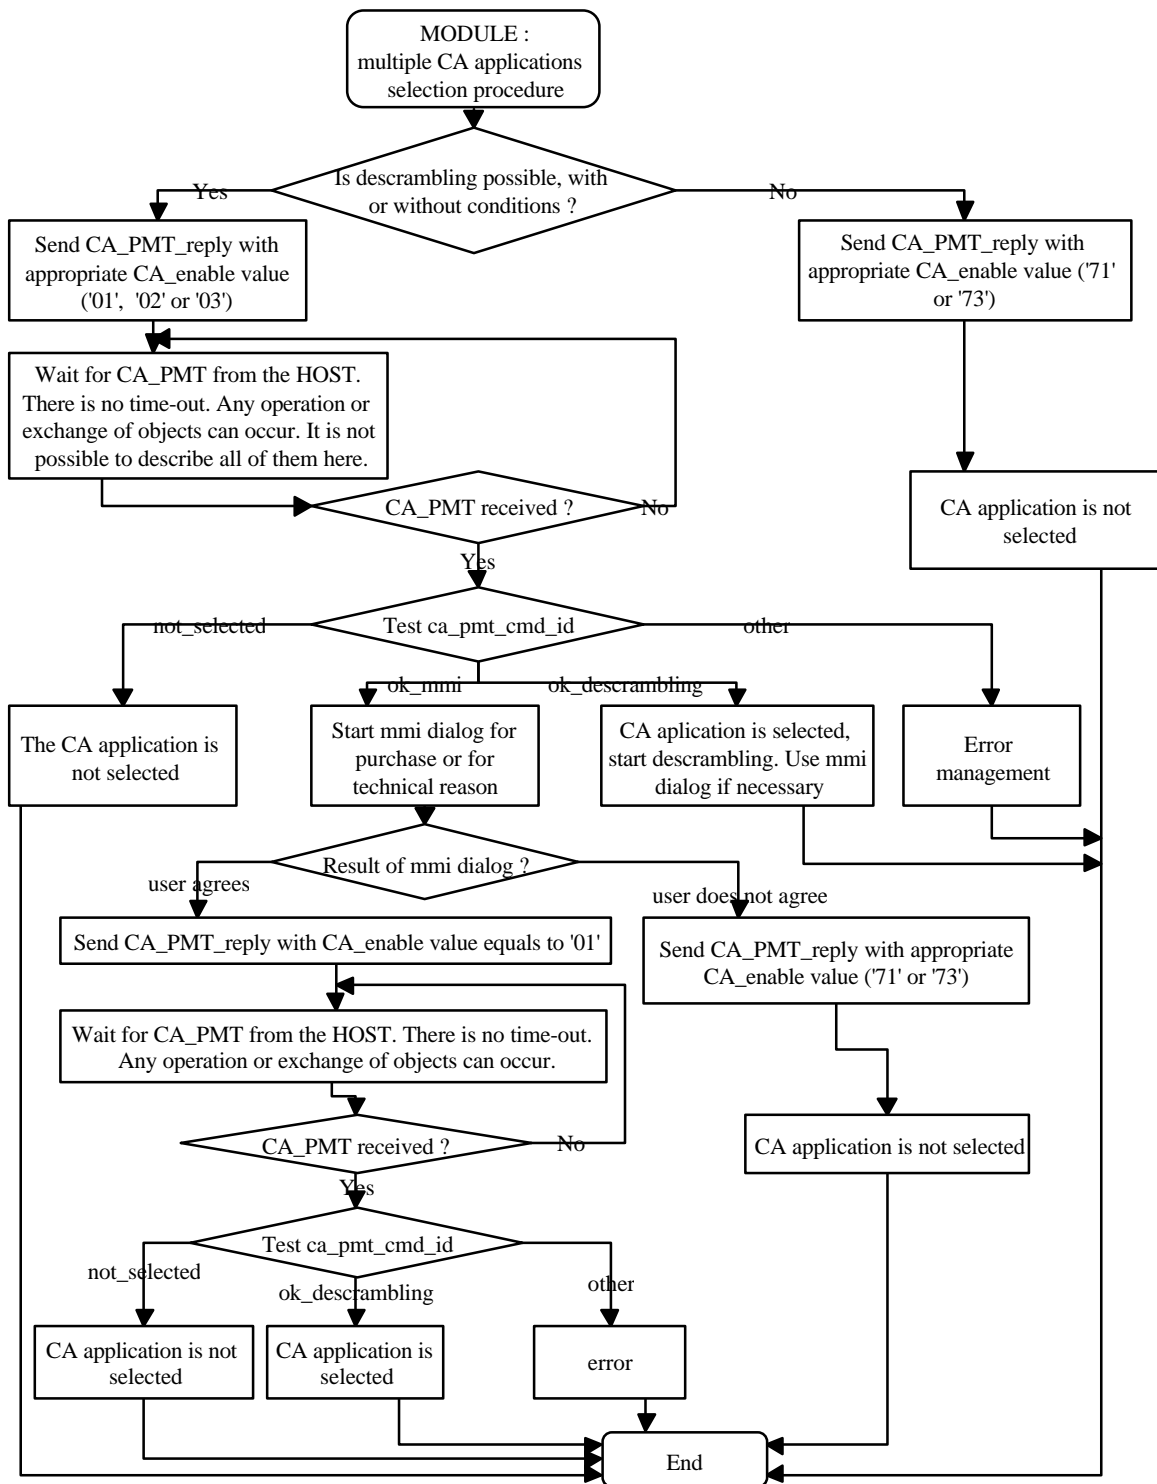 MODULE :
multiple CA applications
selection procedure
Is descrambling possible, with
or without conditions ?
Yes
No
Send CA_PMT_reply with
appropriate CA_enable value
('01', '02' or '03')
Send CA_PMT_reply with
appropriate CA_enable value ('71'
or '73')
Wait for CA_PMT from the HOST.
There is no time-out. Any operation or
exchange of objects can occur. It is not
possible to describe all of them here.
CA_PMT received ?
No
CA application is not
selected
Yes
Test ca_pmt_cmd_id
not_selected
other
ok_mmi
ok_descrambling
The CA application is
not selected
Start mmi dialog for
purchase or for
technical reason
CA aplication is selected,
start descrambling. Use mmi
dialog if necessary
Error
management
Result of mmi dialog ?
user agrees
user does not agree
Send CA_PMT_reply with CA_enable value equals to '01'
Send CA_PMT_reply with appropriate
CA_enable value ('71' or '73')
Wait for CA_PMT from the HOST. There is no time-out.
Any operation or exchange of objects can occur.
CA_PMT received ?
No
CA application is not selected
Yes
Test ca_pmt_cmd_id
not_selected
ok_descrambling
other
CA application is not
selected
CA application is
selected
error
End